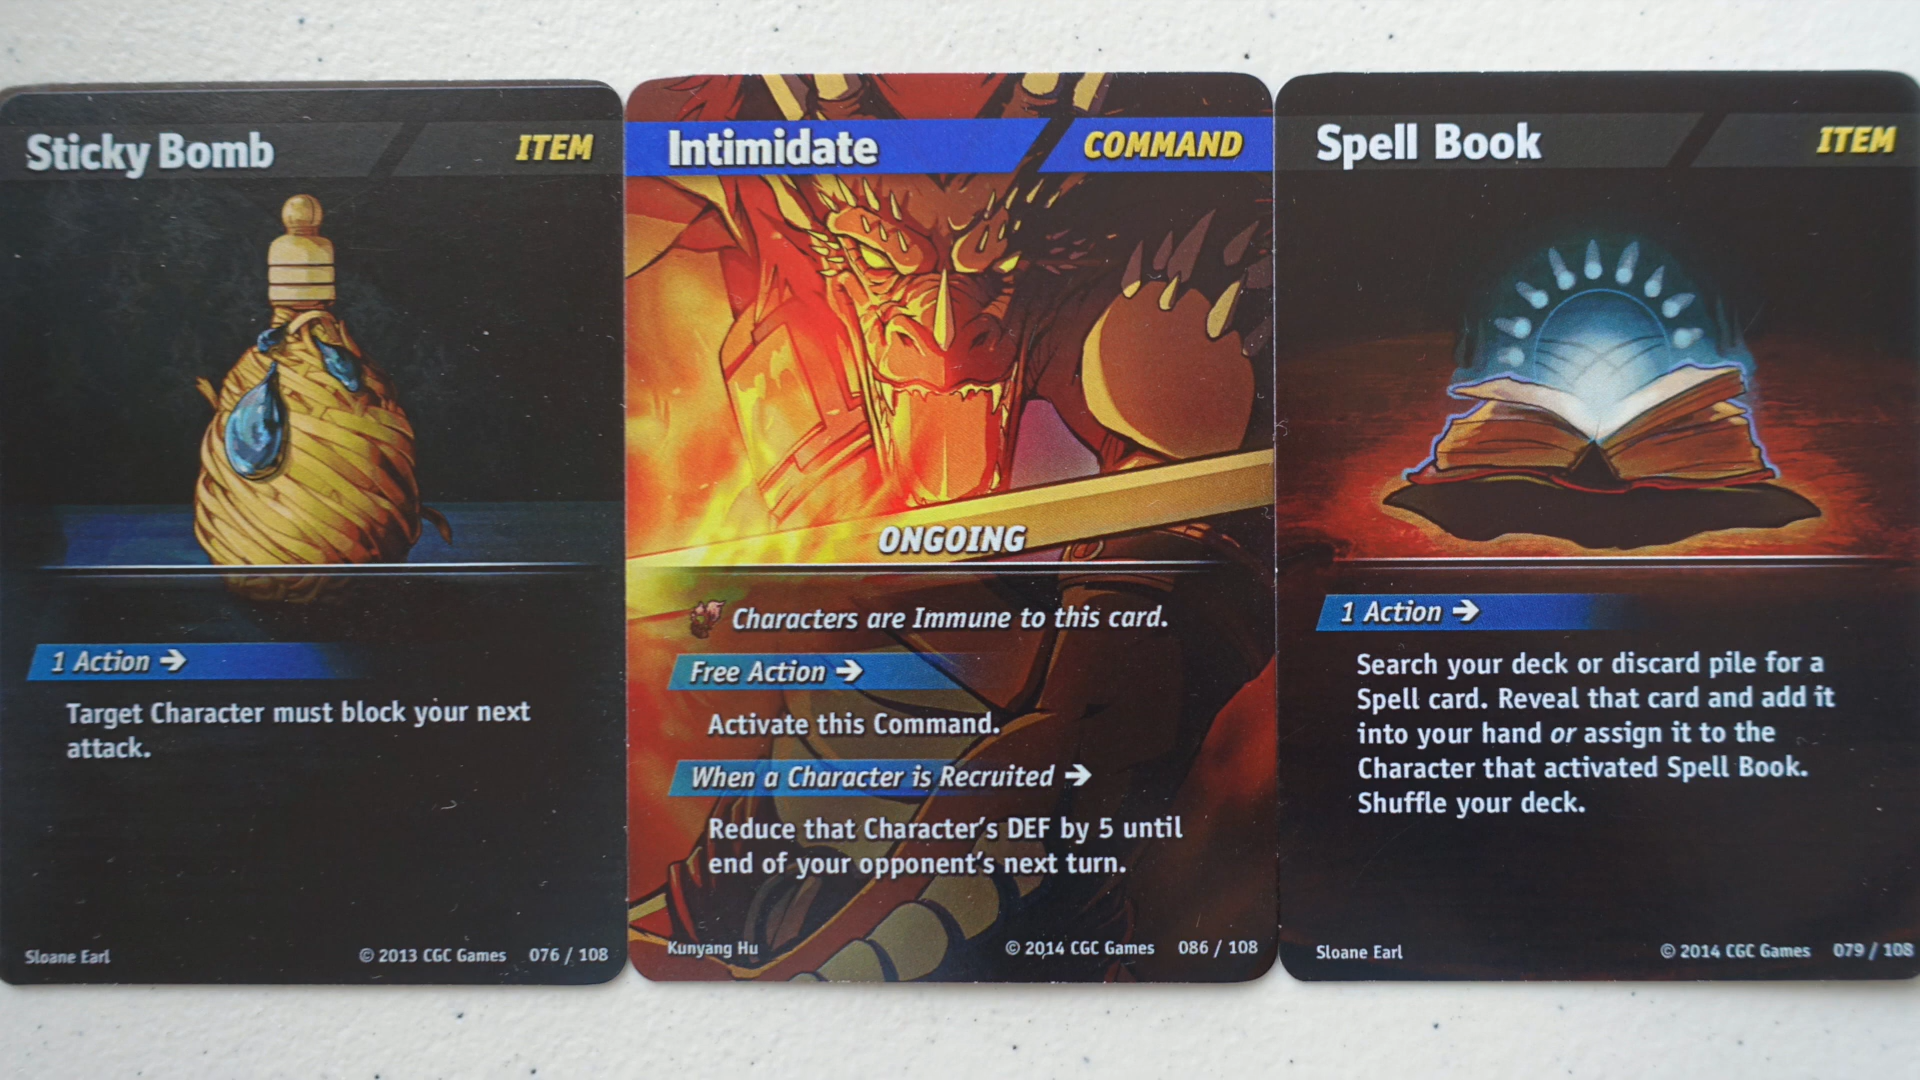 Sticky Bomb
ITEM
1 Action →
Target Character must block your next
attack.
Sloane Earl
© 2013 CGC Games 076 / 108
Intimidate
COMMAND
ONGOING
Characters are Immune to this card.
Free Action →
Activate this Command.
When a Character is Recruited →
Reduce that Character's DEF by 5 until
end of your opponent's next turn.
Kunyang Hu
© 2014 CGC Games 086 / 108
Spell Book
ITEM
1 Action →
Search your deck or discard pile for a
Spell card. Reveal that card and add it
into your hand or assign it to the
Character that activated Spell Book.
Shuffle your deck.
Sloane Earl
© 2014 CGC Games 079 / 108